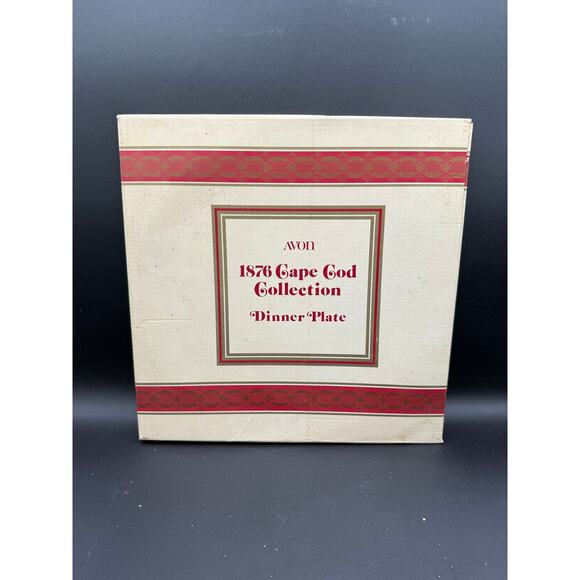 AVON
1876 Cape Cod
Collection
Dinner Plate